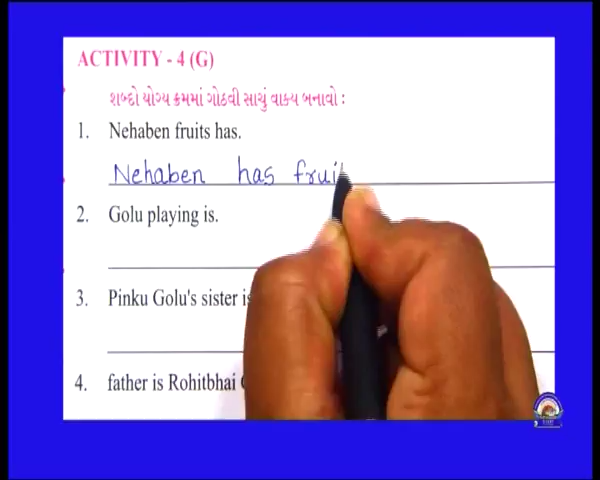 ACTIVITY - 4 (G)
શબ્દો યોગ્ય ક્રમમાં ગોઠવી સાચું વાક્ય બનાવો :
1. Nehaben fruits has.
Nehaben has frui
2. Golu playing is.
3. Pinku Golu's sister is
4. father is Rohitbhai